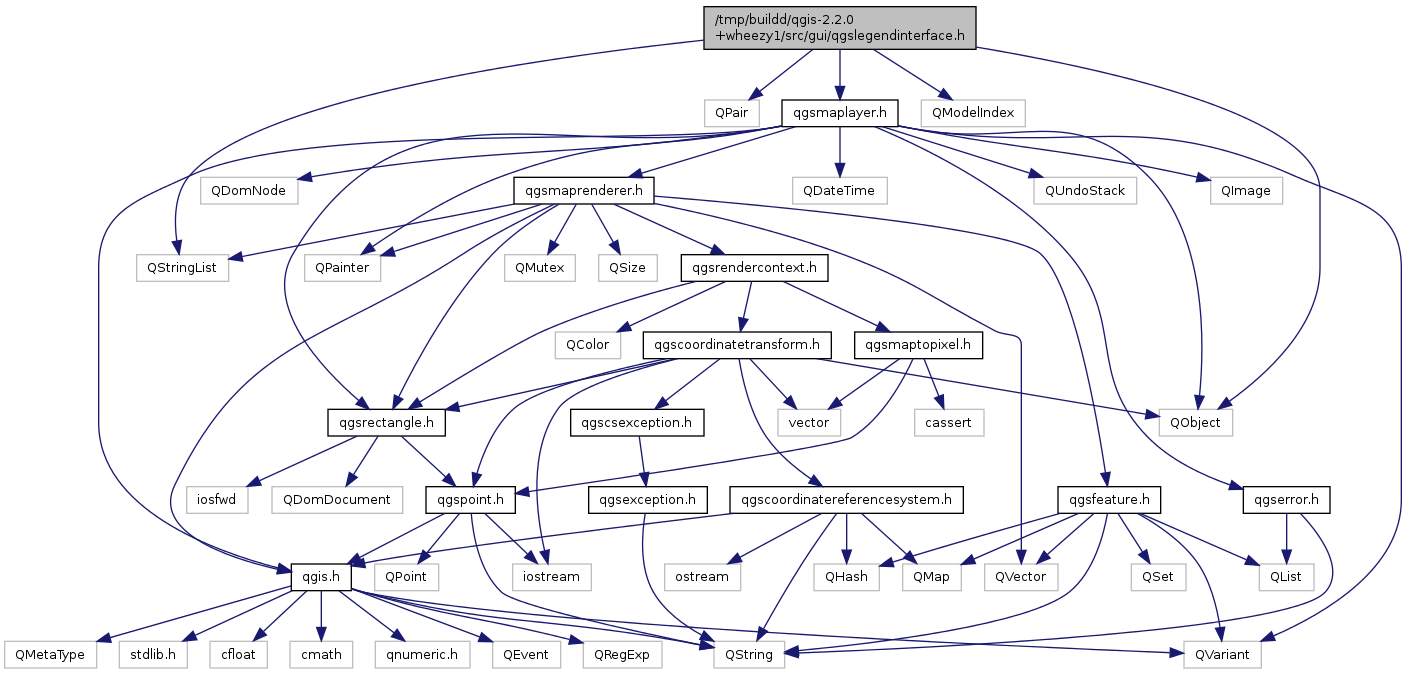 /tmp/buildd/qgis-2.2.0
+wheezy1/src/gui/qgslegendinterface.h
QPair
qgsmaplayer.h
QModelIndex
QDomNode
qgsmaprenderer.h
QDateTime
QUndoStack
QImage
QStringList
QPainter
QMutex
QSize
qgsrendercontext.h
QColor
qgscoordinatetransform.h
qgsmaptopixel.h
qgsrectangle.h
qgscsexception.h
vector
cassert
QObject
iosfwd
QDomDocument
qgspoint.h
qgsexception.h
qgscoordinatereferencesystem.h
qgsfeature.h
qgserror.h
qgis.h
QPoint
iostream
ostream
QHash
QMap
QVector
QSet
QList
QMetaType
stdlib.h
cfloat
cmath
qnumeric.h
QEvent
QRegExp
QString
QVariant